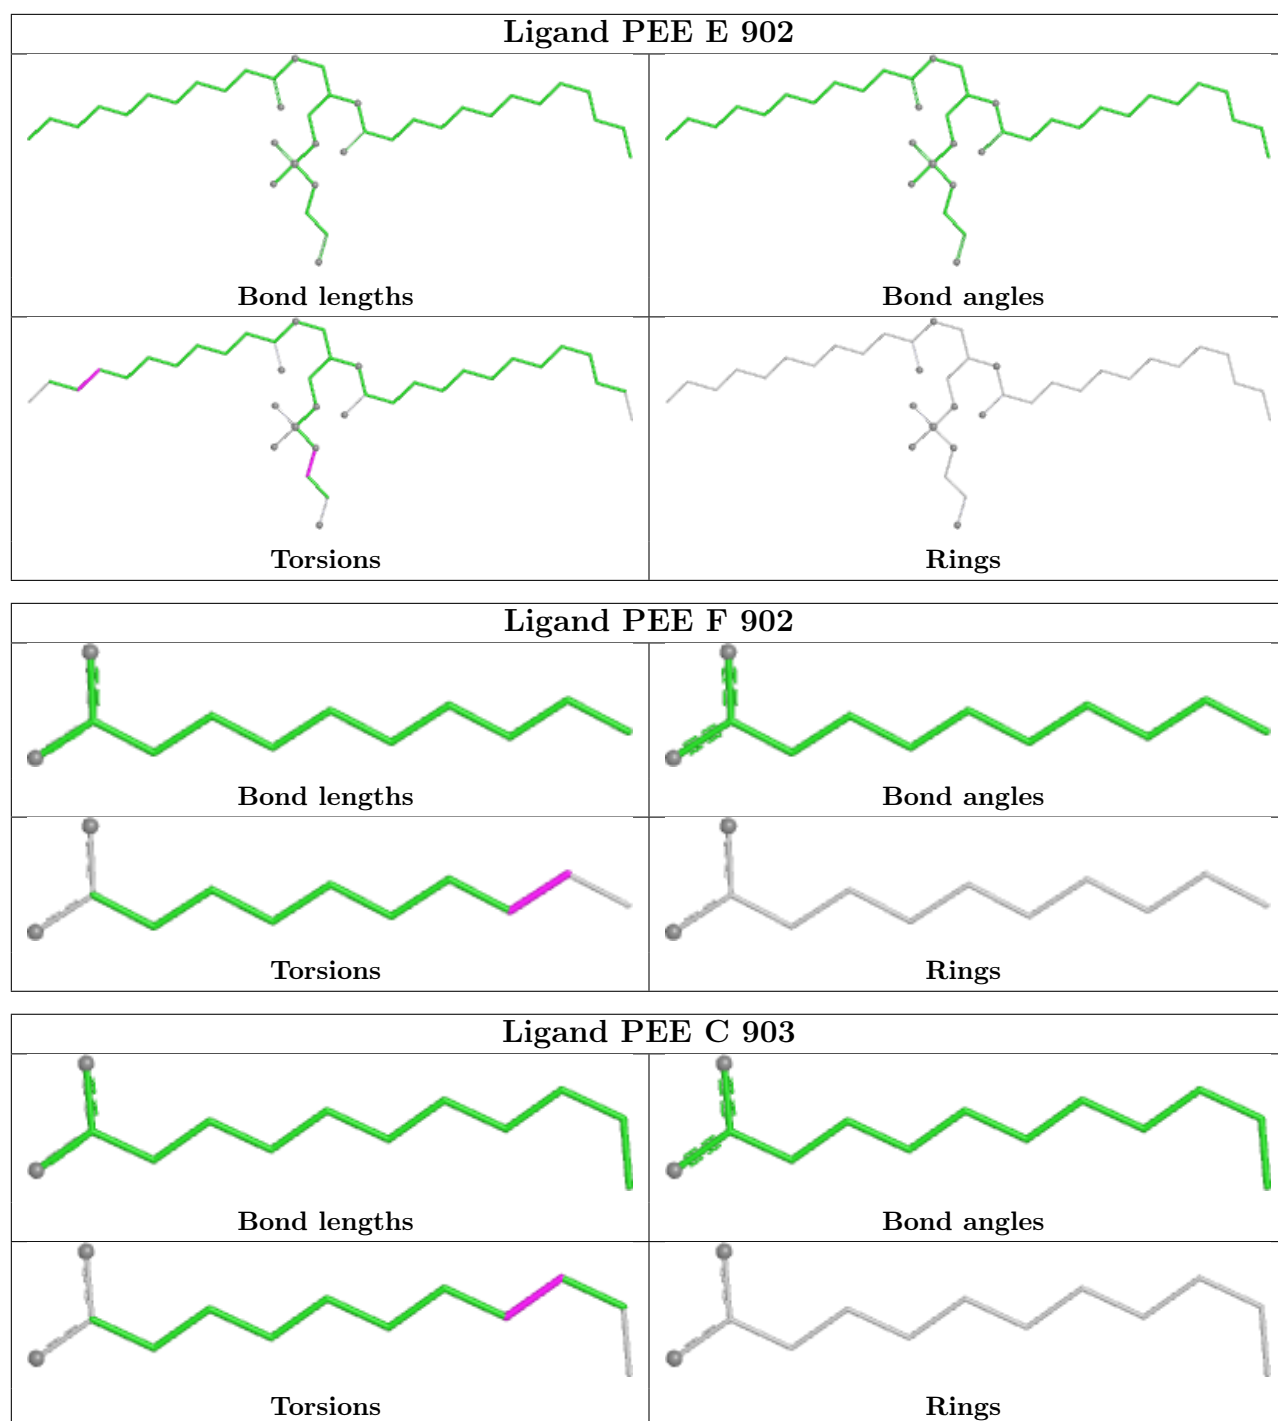 Ligand PEE E 902
Bond lengths
Bond angles
Torsions
Rings
Ligand PEE F 902
Bond lengths
Bond angles
Torsions
Rings
Ligand PEE C 903
Bond lengths
Bond angles
Torsions
Rings